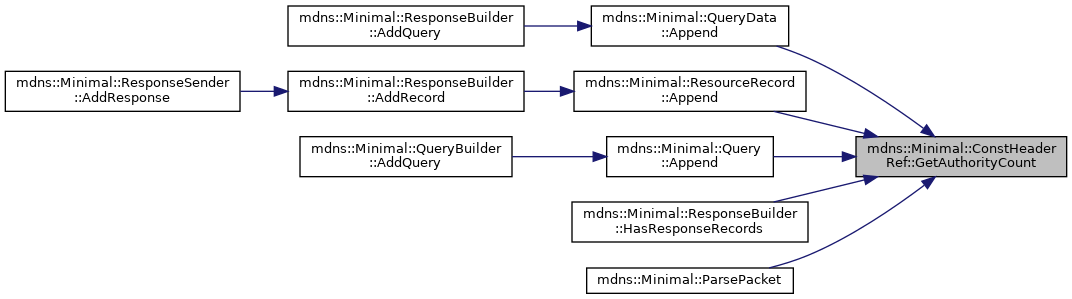 mdns::Minimal::ResponseBuilder
::AddQuery
mdns::Minimal::QueryData
::Append
mdns::Minimal::ResponseSender
::AddResponse
mdns::Minimal::ResponseBuilder
::AddRecord
mdns::Minimal::ResourceRecord
::Append
mdns::Minimal::QueryBuilder
::AddQuery
mdns::Minimal::Query
::Append
mdns::Minimal::ConstHeader
Ref::GetAuthorityCount
mdns::Minimal::ResponseBuilder
::HasResponseRecords
mdns::Minimal::ParsePacket